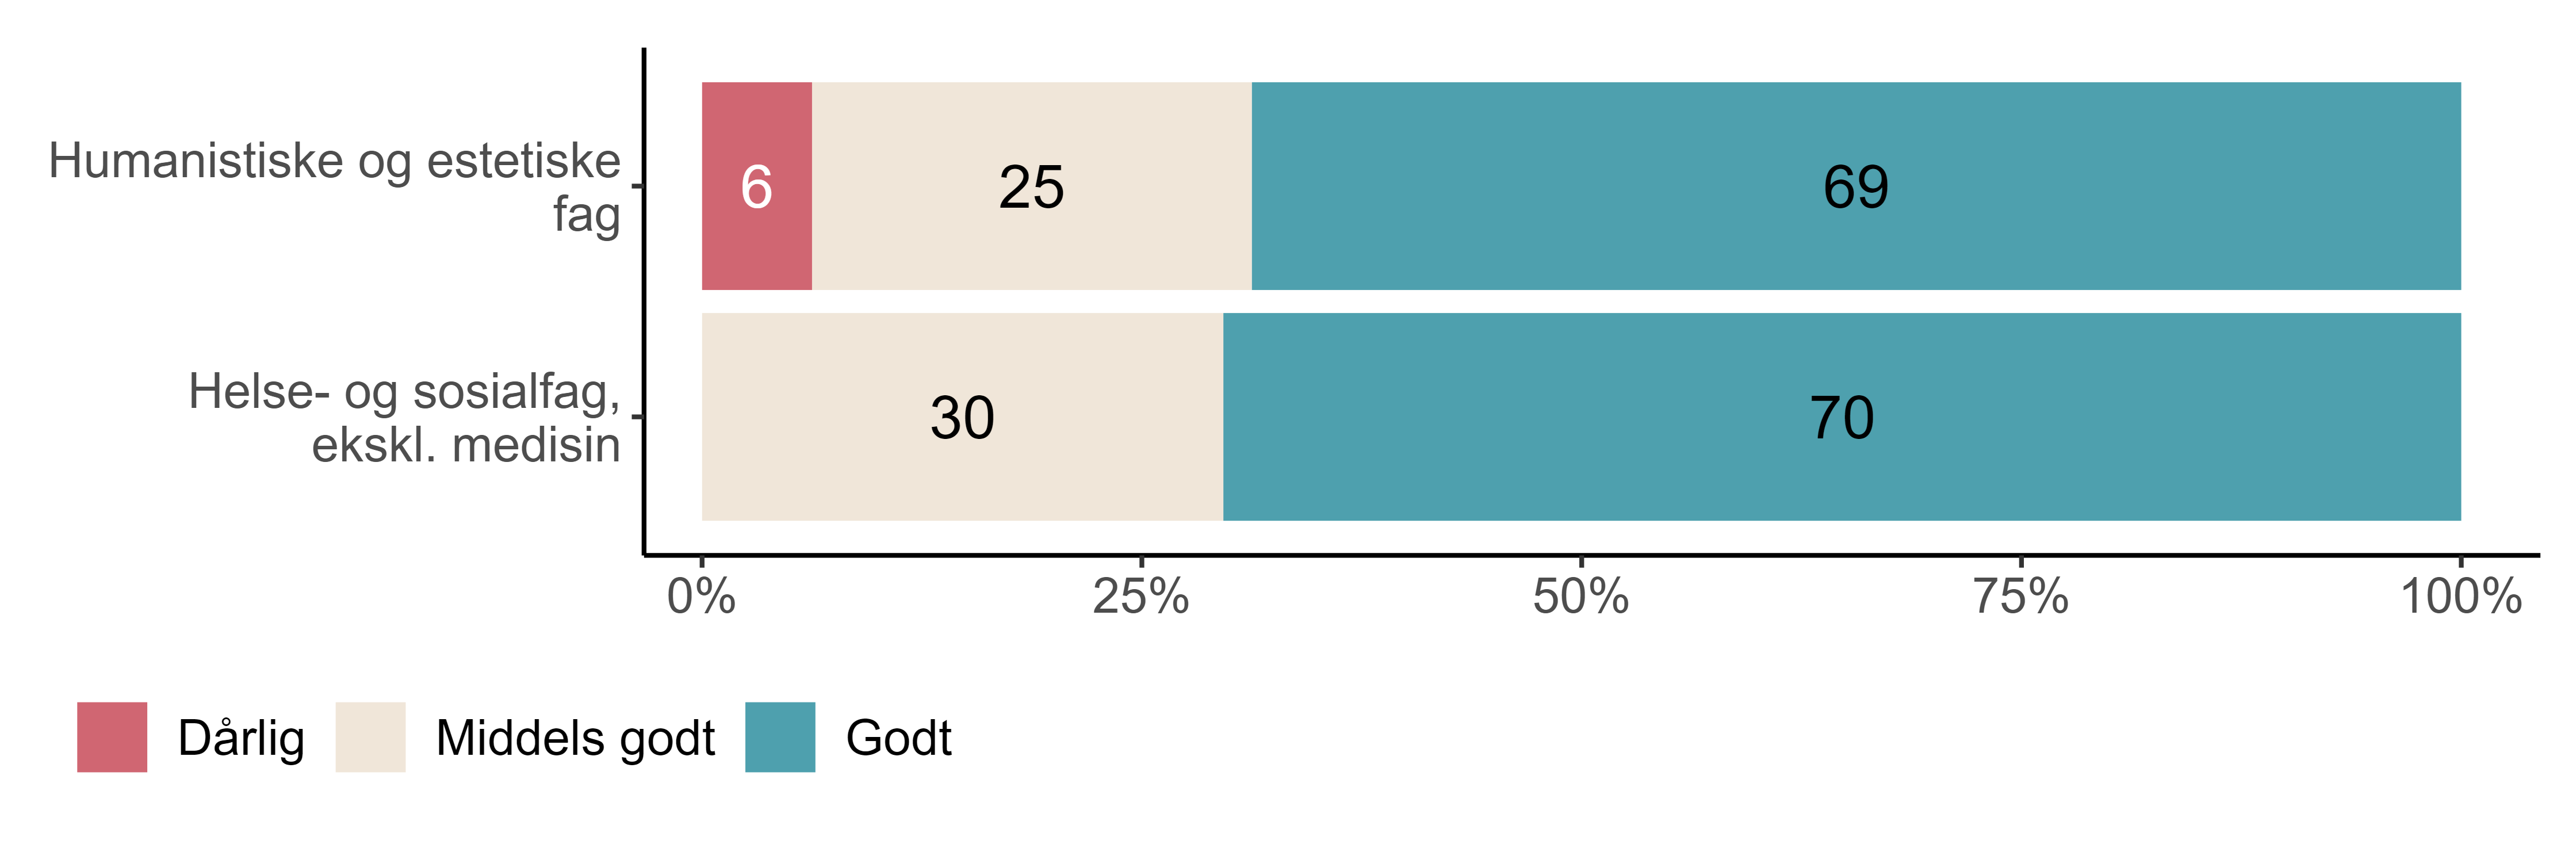 Humanistiske og estetiske
fag
6 25 69
Helse- og sosialfag,
ekskl. medisin
30 70
0% 25% 50% 75% 100%
Dårlig Middels godt Godt